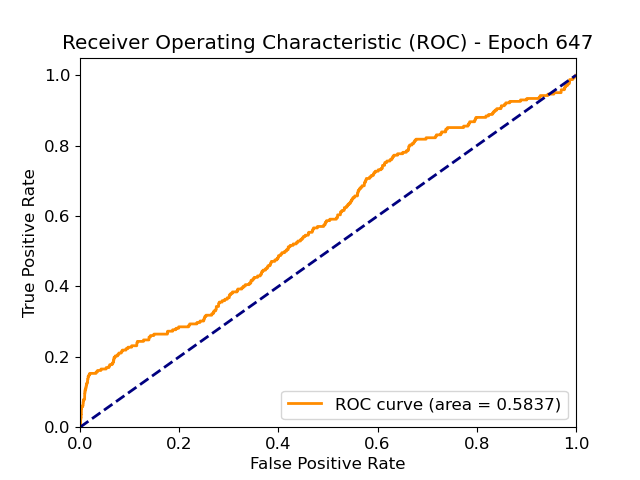 Receiver Operating Characteristic (ROC) - Epoch 647
True Positive Rate
1.0
0.8
0.6
0.4
0.2
0.0
ROC curve (area = 0.5837)
0.0 0.2 0.4 0.6 0.8 1.0
False Positive Rate